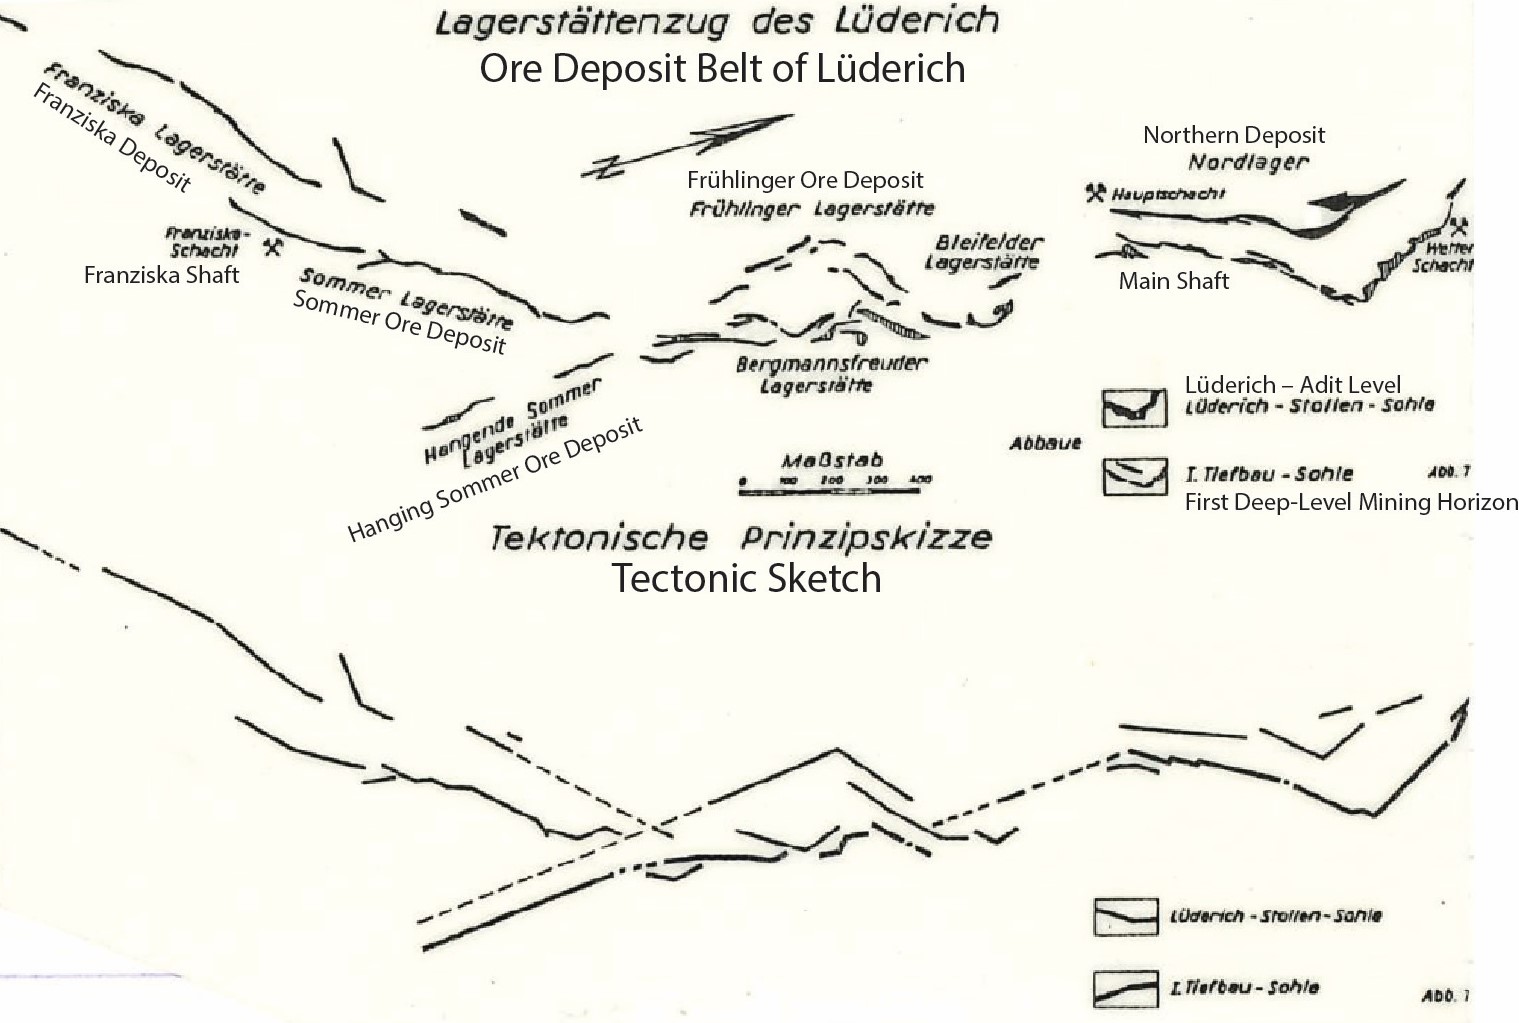 Lagerstättenzug des Lüderich
Ore Deposit Belt of Lüderich
Franziska Lagerstätte
Franziska Deposit
Franziska-
Schacht
Franziska Shaft
Sommer Lagerstätte
Sommer Ore Deposit
Hangende Sommer
Lagerstätte
Hanging Sommer Ore Deposit
N
Frühlinger Ore Deposit
Frühlinger Lagerstätte
Bleifelder
Lagerstätte
Bergmannsfreuder
Lagerstätte
Northern Deposit
Nordlager
Hauptschacht
Main Shaft
Wetter
Schacht
Maßstab
0 100 200 300 400
Abbaue
Lüderich – Adit Level
Lüderich - Stollen - Sohle
I. Tiefbau - Sohle
Abb. 7
First Deep-Level Mining Horizon
Tektonische Prinzipskizze
Tectonic Sketch
Lüderich - Stollen - Sohle
I. Tiefbau - Sohle
Abb. 7